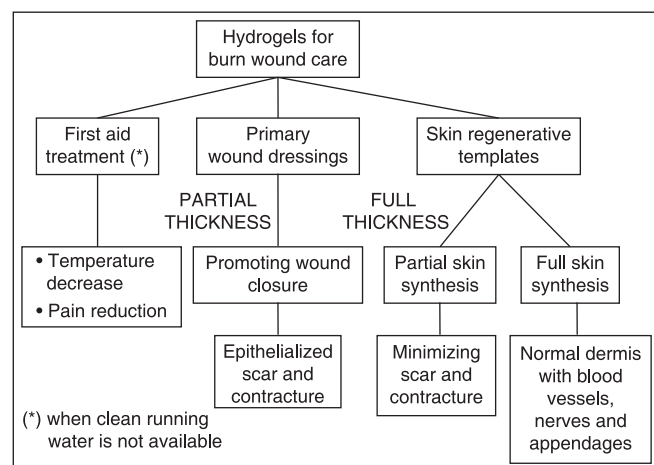 Hydrogels for
burn wound care
First aid
treatment (*)
Primary
wound dressings
Skin regenerative
templates
PARTIAL
THICKNESS
FULL
THICKNESS
• Temperature
decrease
• Pain reduction
Promoting wound
closure
Partial skin
synthesis
Full skin
synthesis
Epithelialized
scar and
contracture
Minimizing
scar and
contracture
Normal dermis
with blood
vessels,
nerves and
appendages
(*) when clean running
water is not available